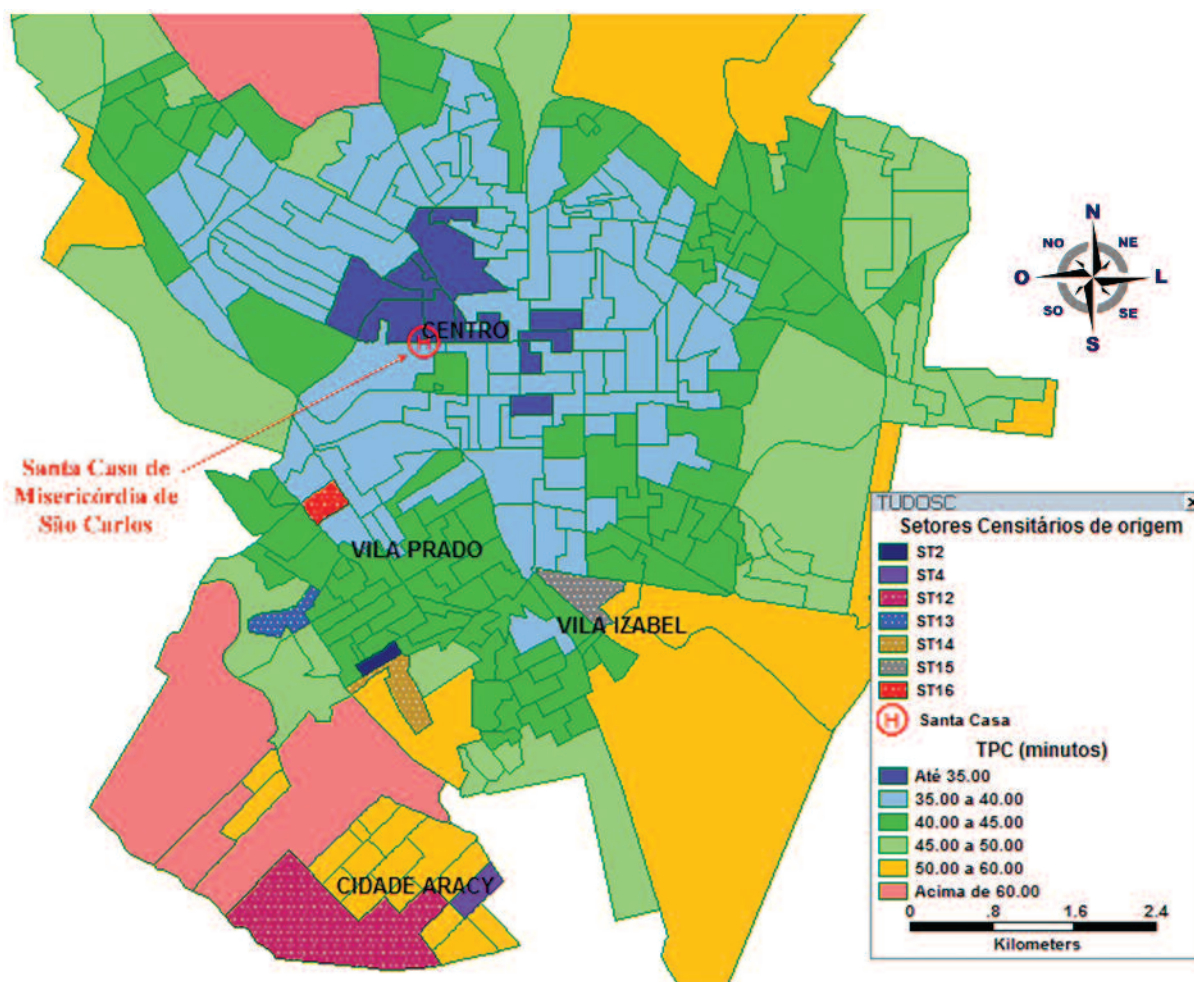 N
NO
NE
O
L
SO
SE
S
CENTRO
H
Santa Casa de
Misericórdia de
São Carlos
VILA PRADO
VILA IZABEL
CIDADE ARACY
TUDOSC
x
Setores Censitários de origem
ST2
ST4
ST12
ST13
ST14
ST15
ST16
H Santa Casa
TPC (minutos)
Até 35.00
35.00 a 40.00
40.00 a 45.00
45.00 a 50.00
50.00 a 60.00
Acima de 60.00
0 .8 1.6 2.4
Kilometers